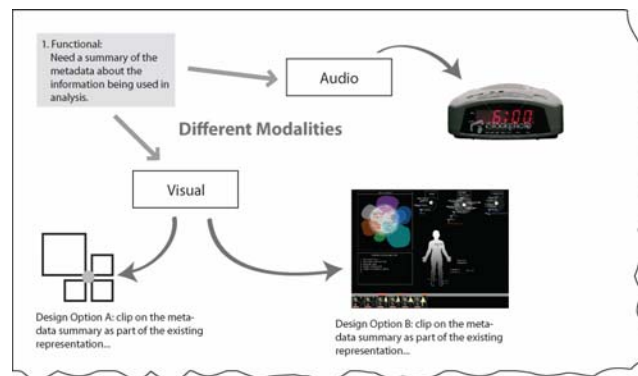 1. Functional:
Need a summary of the
metadata about the
information being used in
analysis.
Audio
6:00
Different Modalities
Visual
Design Option A: clip on the meta-
data summary as part of the existing
representation...
Design Option B: clip on the meta-
data summary as part of the existing
representation...